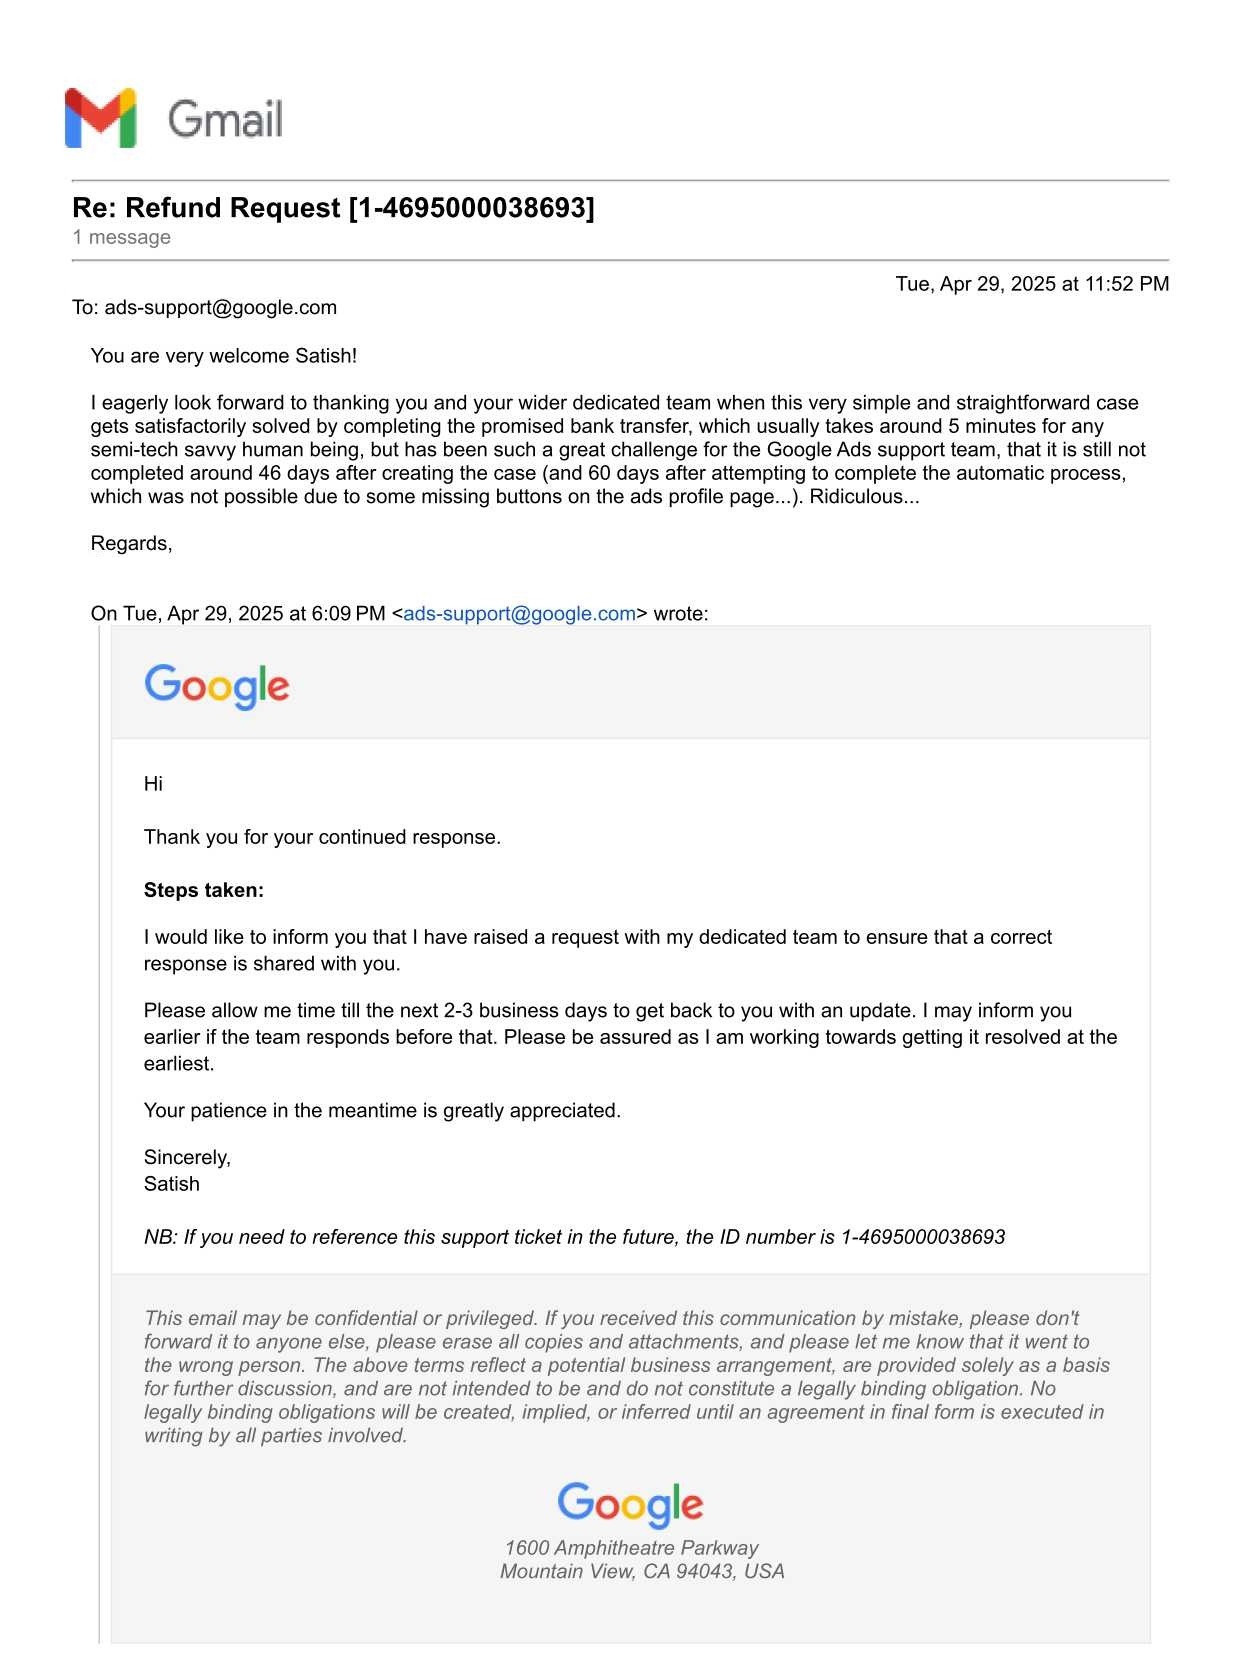 Gmail
Re: Refund Request [1-4695000038693]
1 message
Tue, Apr 29, 2025 at 11:52 PM
To: ads-support@google.com
You are very welcome Satish!
I eagerly look forward to thanking you and your wider dedicated team when this very simple and straightforward case
gets satisfactorily solved by completing the promised bank transfer, which usually takes around 5 minutes for any
semi-tech savvy human being, but has been such a great challenge for the Google Ads support team, that it is still not
completed around 46 days after creating the case (and 60 days after attempting to complete the automatic process,
which was not possible due to some missing buttons on the ads profile page...). Ridiculous...
Regards,
On Tue, Apr 29, 2025 at 6:09 PM <ads-support@google.com> wrote:
Google
Hi
Thank you for your continued response.
Steps taken:
I would like to inform you that I have raised a request with my dedicated team to ensure that a correct
response is shared with you.
Please allow me time till the next 2-3 business days to get back to you with an update. I may inform you
earlier if the team responds before that. Please be assured as I am working towards getting it resolved at the
earliest.
Your patience in the meantime is greatly appreciated.
Sincerely,
Satish
NB: If you need to reference this support ticket in the future, the ID number is 1-4695000038693
This email may be confidential or privileged. If you received this communication by mistake, please don't
forward it to anyone else, please erase all copies and attachments, and please let me know that it went to
the wrong person. The above terms reflect a potential business arrangement, are provided solely as a basis
for further discussion, and are not intended to be and do not constitute a legally binding obligation. No
legally binding obligations will be created, implied, or inferred until an agreement in final form is executed in
writing by all parties involved.
Google
1600 Amphitheatre Parkway
Mountain View, CA 94043, USA